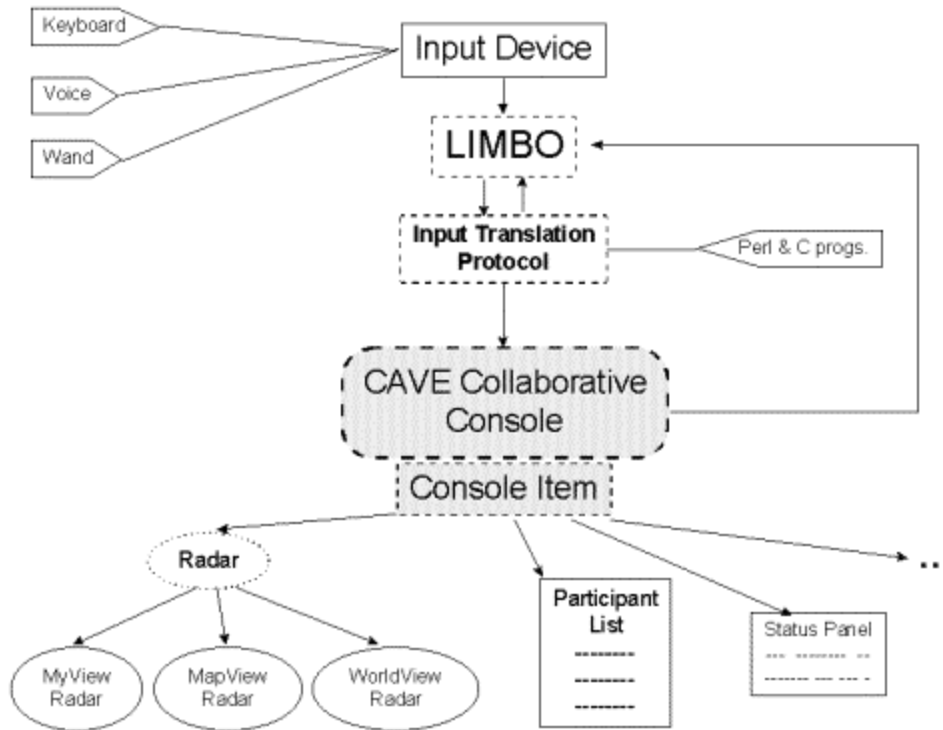 Keyboard
Input Device
Voice
LIMBO
Wand
Input Translation
Protocol
Perl & C progs.
CAVE Collaborative
Console
Console Item
Radar
..
Participant
List
Status Panel
MyView
Radar
MapView
Radar
WorldView
Radar